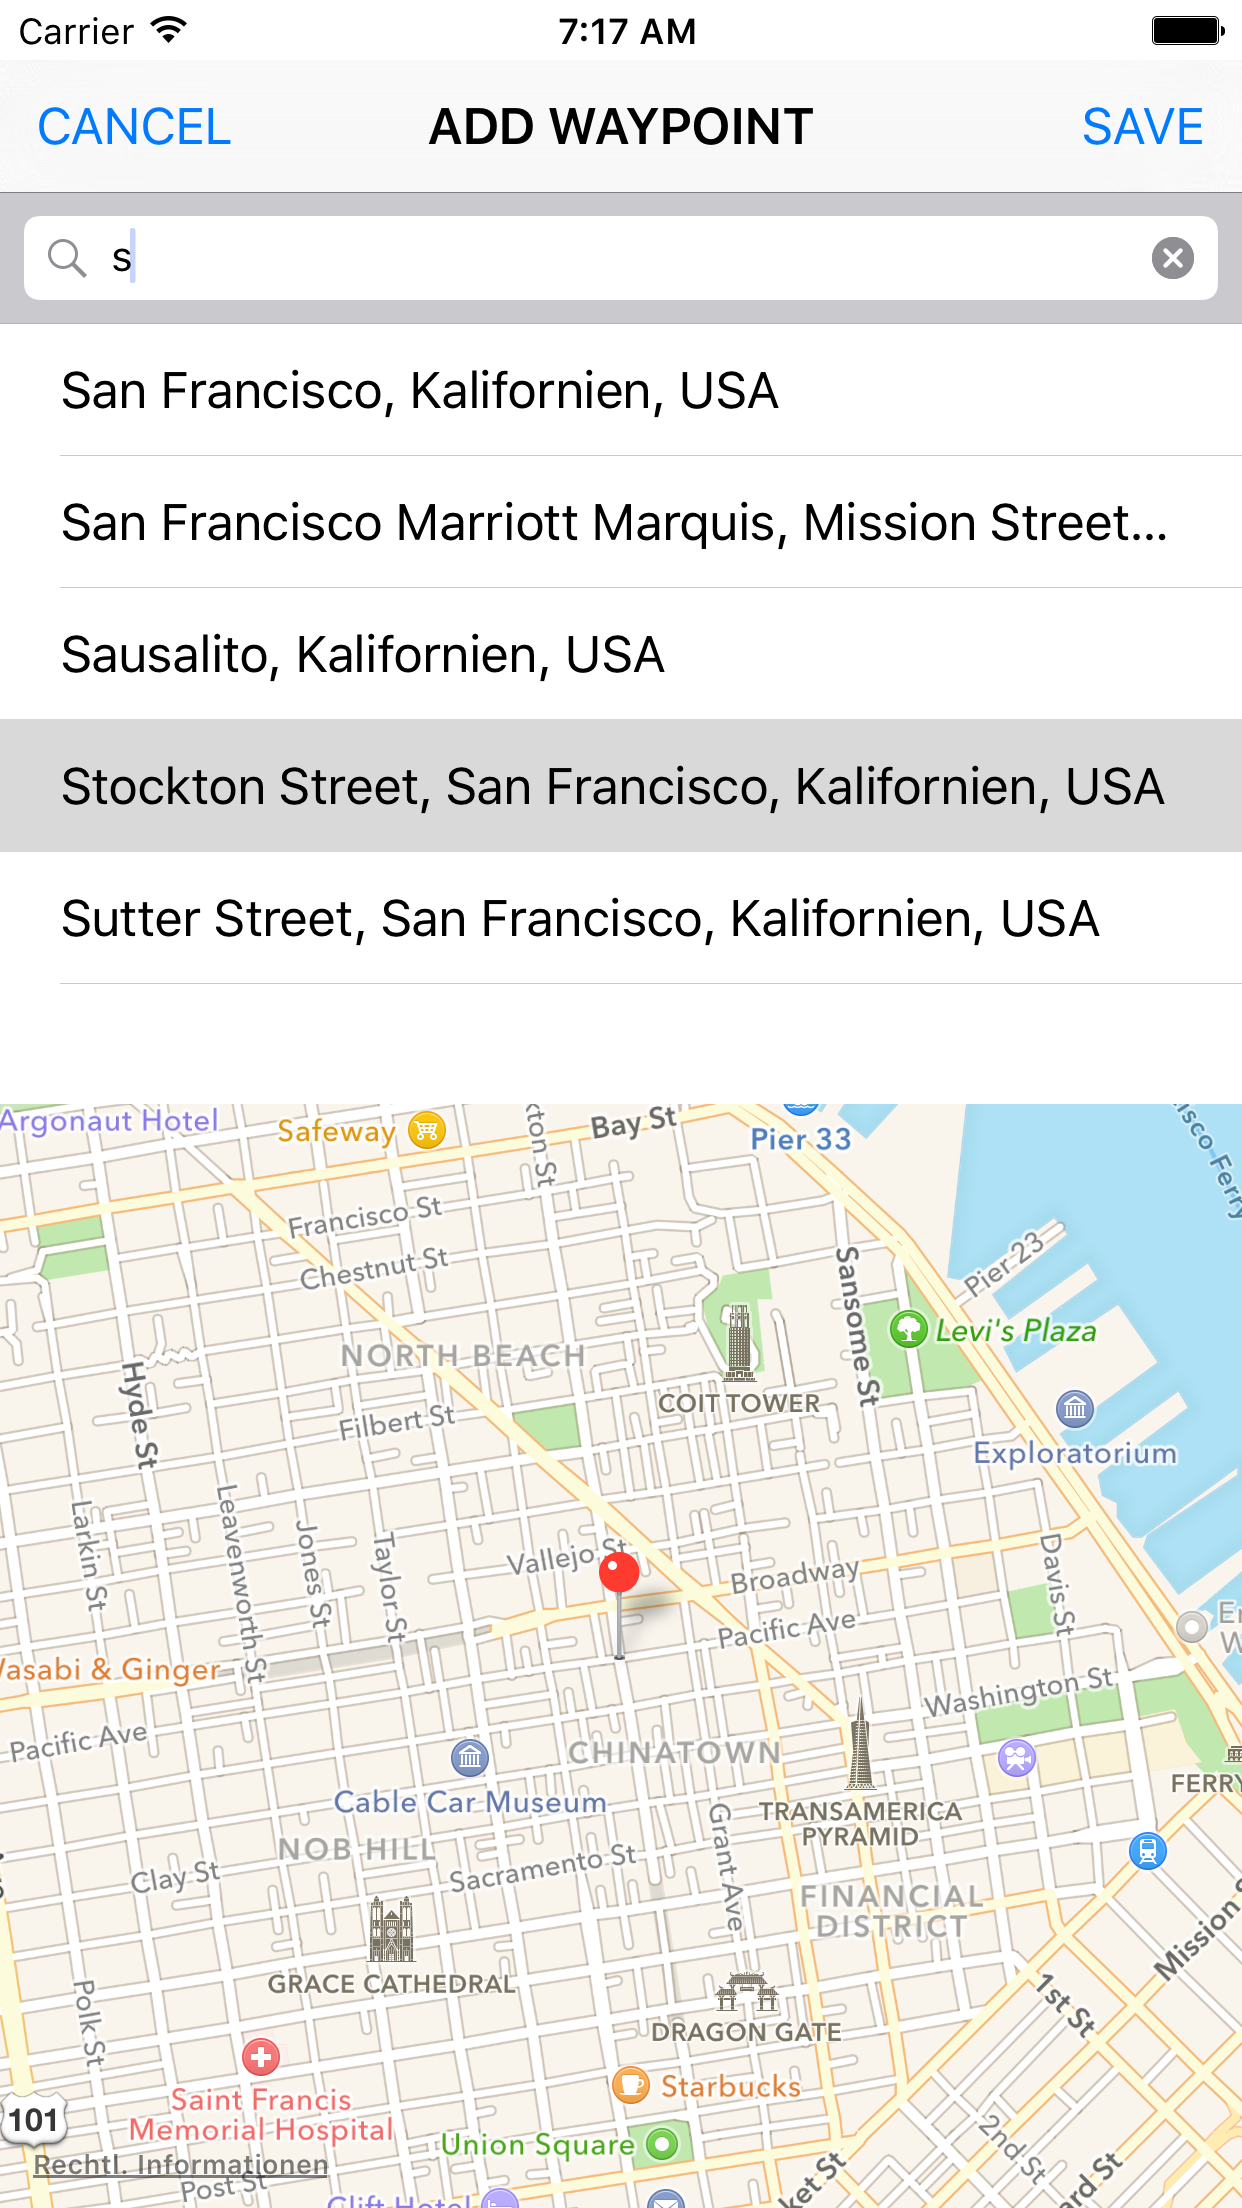 Carrier
7:17 AM
CANCEL
ADD WAYPOINT
SAVE
s
San Francisco, Kalifornien, USA
San Francisco Marriott Marquis, Mission Street...
Sausalito, Kalifornien, USA
Stockton Street, San Francisco, Kalifornien, USA
Sutter Street, San Francisco, Kalifornien, USA
Argonaut Hotel
Safeway
Bay St
Pier 33
Francisco St
Chestnut St
Pier 23
Sansome St
Levi's Plaza
NORTH BEACH
COIT TOWER
Hyde St
Filbert St
Exploratorium
Larkin St
Leavenworth St
Jones St
Taylor St
Vallejo St
Broadway
Davis St
Pacific Ave
& Ginger
Washington St
Pacific Ave
CHINATOWN
Cable Car Museum
TRANSAMERICA
PYRAMID
FERRY
NOB HILL
Grant Ave
Sacramento St
Clay St
FINANCIAL
DISTRICT
Mission
GRACE CATHEDRAL
1st St
Polk St
DRAGON GATE
Starbucks
Saint Francis
Memorial Hospital
101
Union Square
2nd St
Rechtl. Informationen
Post St
Clift Hotel